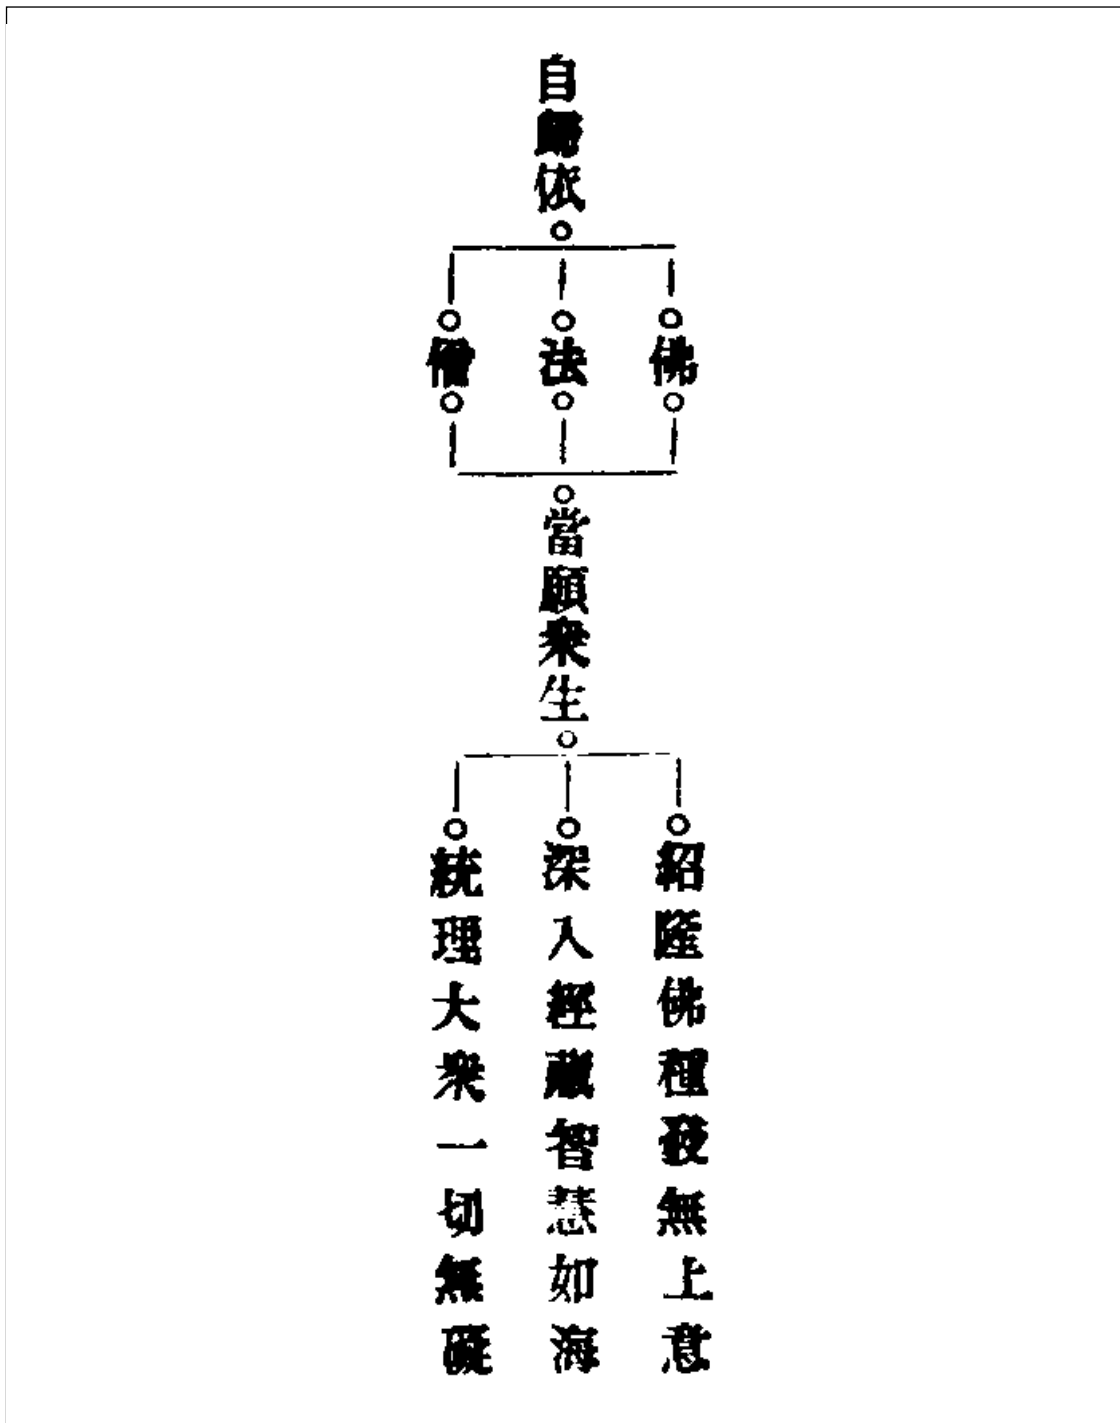 自歸依
佛
法
僧
當願衆生
紹隆佛種發無上意
深入經藏智慧如海
統理大衆一切無礙